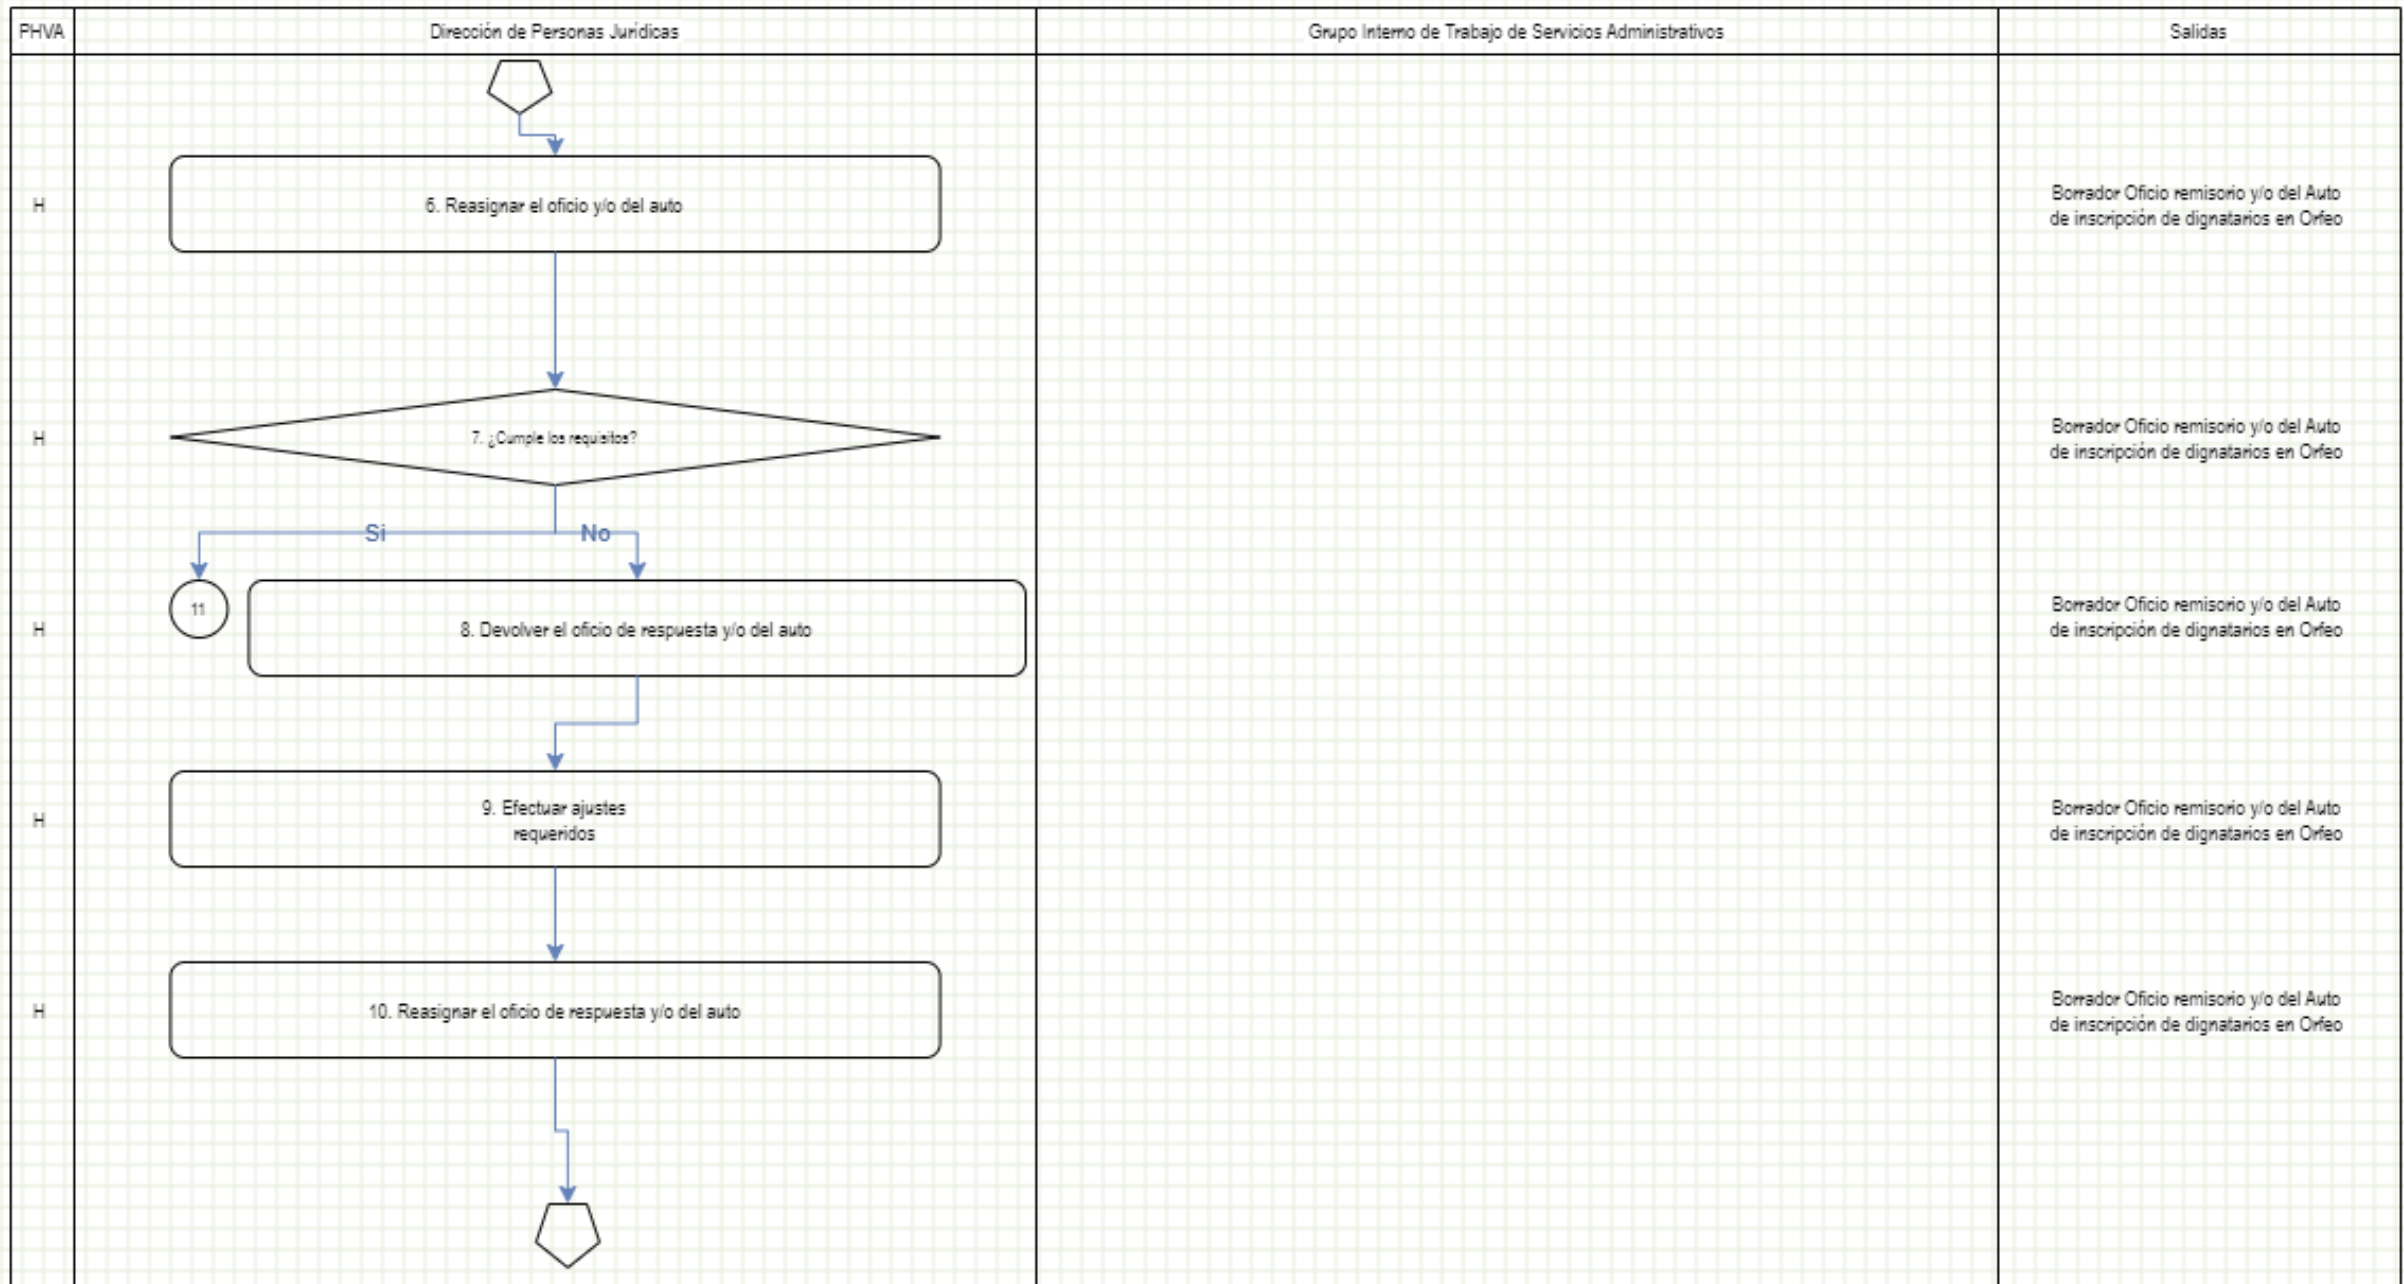 PHVA
Dirección de Personas Jurídicas
Grupo Interno de Trabajo de Servicios Administrativos
Salidas
H
6. Reasignar el oficio y/o del auto
Borrador Oficio remisorio y/o del Auto
de inscripción de dignatarios en Orfeo
H
7. ¿Cumple los requisitos?
Borrador Oficio remisorio y/o del Auto
de inscripción de dignatarios en Orfeo
Si
No
H
11
8. Devolver el oficio de respuesta y/o del auto
Borrador Oficio remisorio y/o del Auto
de inscripción de dignatarios en Orfeo
H
9. Efectuar ajustes
requeridos
Borrador Oficio remisorio y/o del Auto
de inscripción de dignatarios en Orfeo
H
10. Reasignar el oficio de respuesta y/o del auto
Borrador Oficio remisorio y/o del Auto
de inscripción de dignatarios en Orfeo